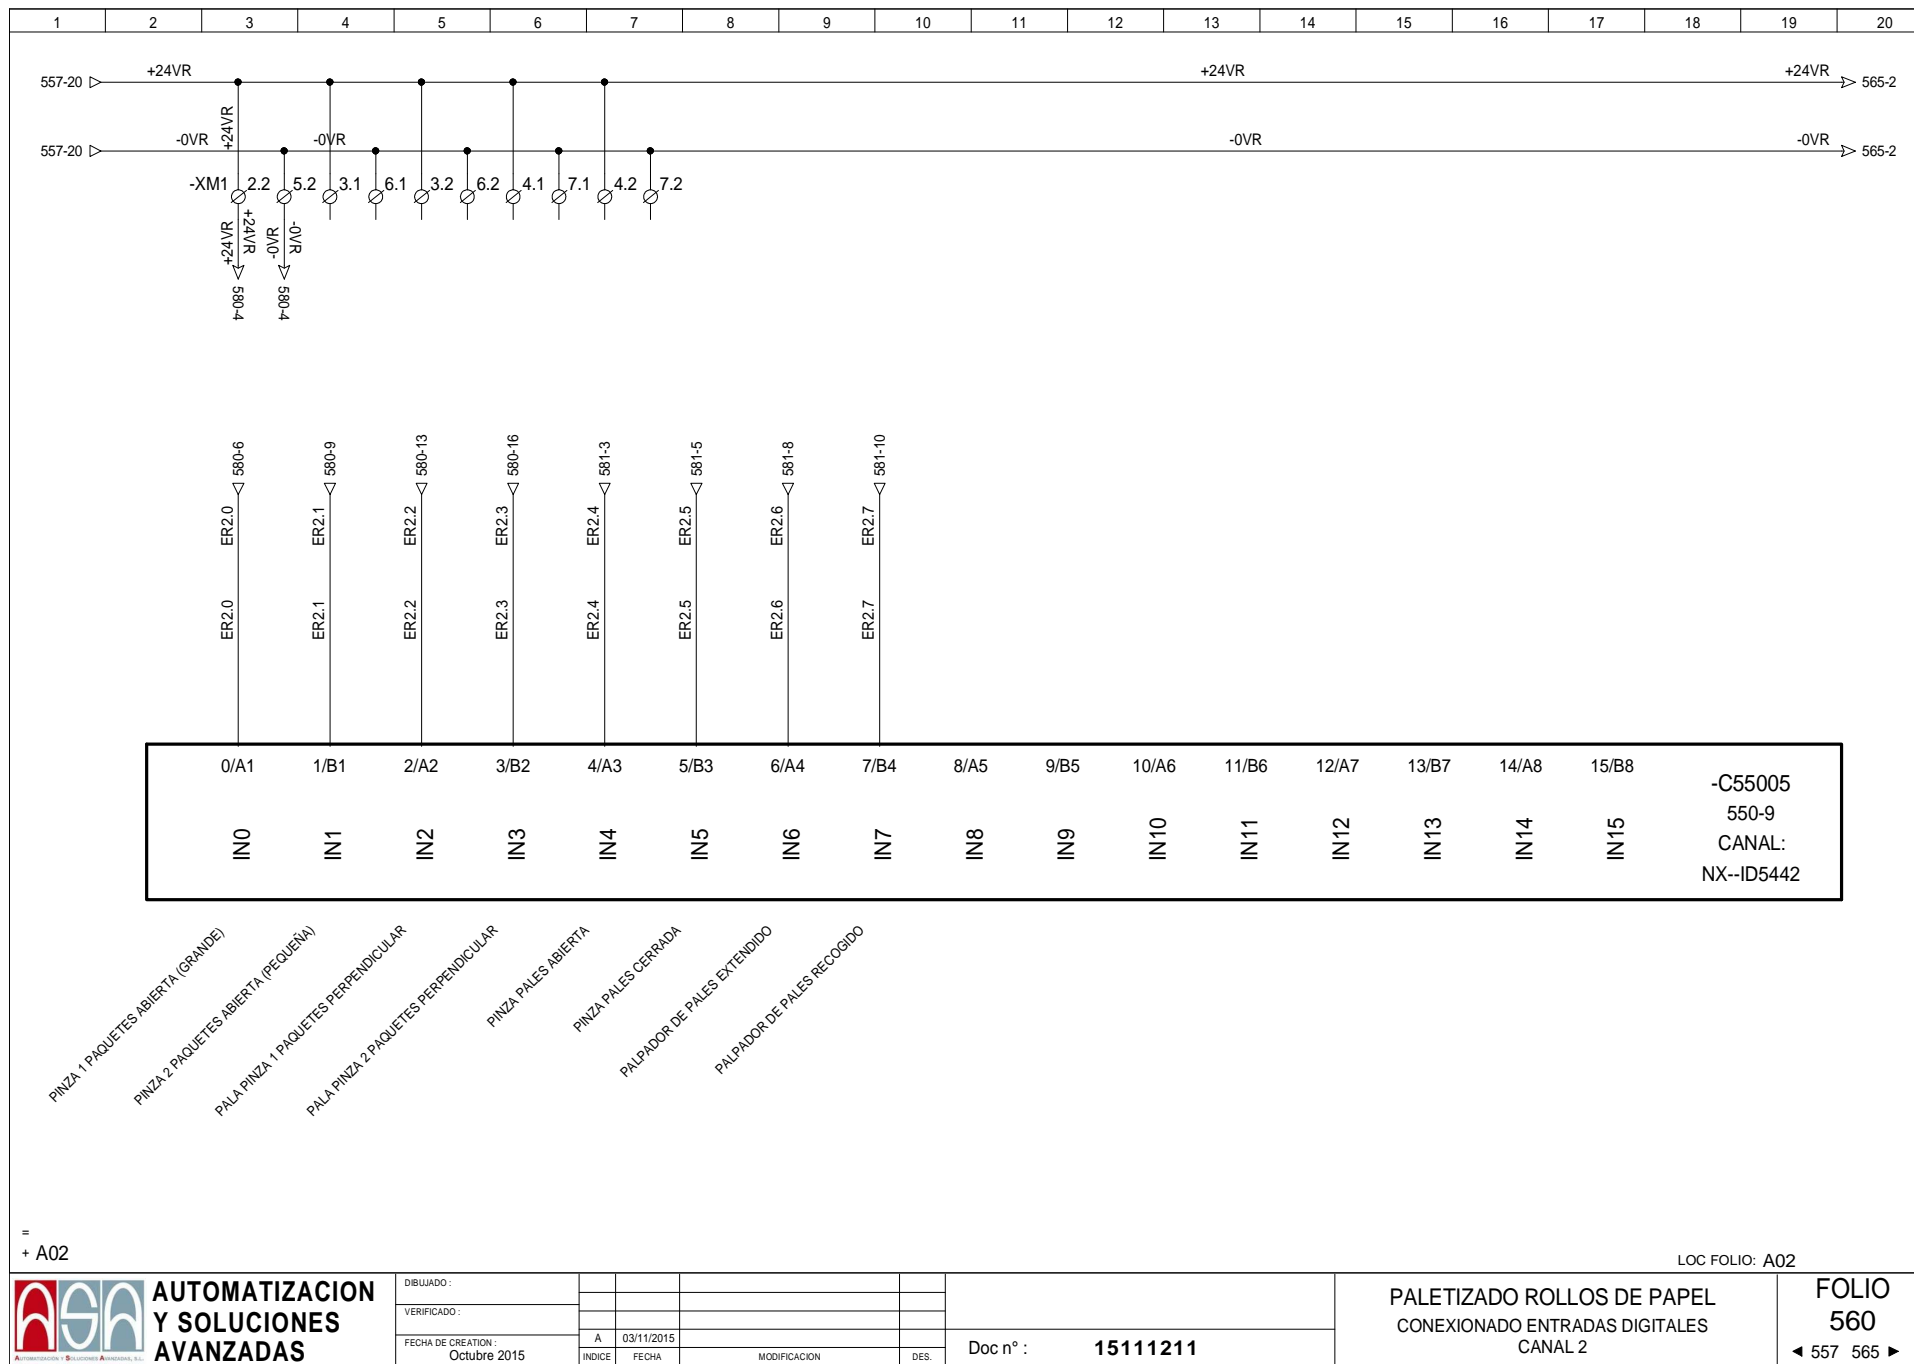 1 2 3 4 5 6 7 8 9 10 11 12 13 14 15 16 17 18 19 20
557-20 +24VR +24VR +24VR 565-2
+24VR
557-20 -0VR -0VR -0VR -0VR 565-2
-XM1 2.2 5.2 3.1 6.1 3.2 6.2 4.1 7.1 4.2 7.2
+24VR +24VR -0VR -0VR
580-4 580-4
580-6 580-9 580-13 580-16 581-3 581-5 581-8 581-10
ER2.0 ER2.1 ER2.2 ER2.3 ER2.4 ER2.5 ER2.6 ER2.7
ER2.0 ER2.1 ER2.2 ER2.3 ER2.4 ER2.5 ER2.6 ER2.7
0/A1 1/B1 2/A2 3/B2 4/A3 5/B3 6/A4 7/B4 8/A5 9/B5 10/A6 11/B6 12/A7 13/B7 14/A8 15/B8
IN0 IN1 IN2 IN3 IN4 IN5 IN6 IN7 IN8 IN9 IN10 IN11 IN12 IN13 IN14 IN15
-C55005
550-9
CANAL:
NX--ID5442
PINZA 1 PAQUETES ABIERTA (GRANDE)
PINZA 2 PAQUETES ABIERTA (PEQUEÑA)
PALA PINZA 1 PAQUETES PERPENDICULAR
PALA PINZA 2 PAQUETES PERPENDICULAR
PINZA PALES ABIERTA
PINZA PALES CERRADA
PALPADOR DE PALES EXTENDIDO
PALPADOR DE PALES RECOGIDO
=
+ A02
LOC FOLIO: A02
ASA
AUTOMATIZACION Y SOLUCIONES AVANZADAS, S.L.
AUTOMATIZACION
Y SOLUCIONES
AVANZADAS
DIBUJADO :
VERIFICADO :
FECHA DE CREATION :
Octubre 2015
A 03/11/2015
INDICE FECHA MODIFICACION DES.
Doc n° : 15111211
PALETIZADO ROLLOS DE PAPEL
CONEXIONADO ENTRADAS DIGITALES
CANAL 2
FOLIO
560
◄ 557 565 ►